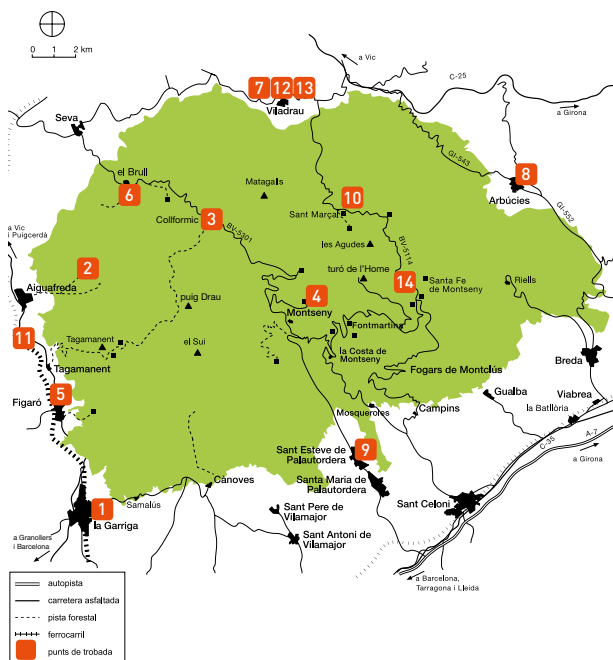 0 1 2 km
a Vic
C-25
a Girona
7 12 13
Viladrau
Seva
GI-543
8
Arbúcies
el Brull
6
Matagalls
10
Sant Marçal
3
Collformic
BV-5301
GI-552
les Agudes
BV-5114
a Vic
i Puigcerdà
2
turó de l'Home
14
Santa Fe
de Montseny
Riells
Aiguafreda
puig Drau
4
Montseny
11
Fontmartina
Tagamanent
el Sui
la Costa de
Montseny
Breda
Tagamanent
Fogars de Montclús
5
Figaró
Gualba
Viabrea
la Batllòria
Mosqueroles
Campins
A-7
C-35
a Girona
9
Sant Esteve de
Palautordera
Cànoves
Santa Maria de
Palautordera
1
Samalús
Sant Celoni
la Garriga
Sant Pere de
Vilamajor
a Granollers
i Barcelona
Sant Antoni de
Vilamajor
a Barcelona,
Tarragona i Lleida
autopista
carretera asfaltada
pista forestal
ferrocarril
punts de trobada